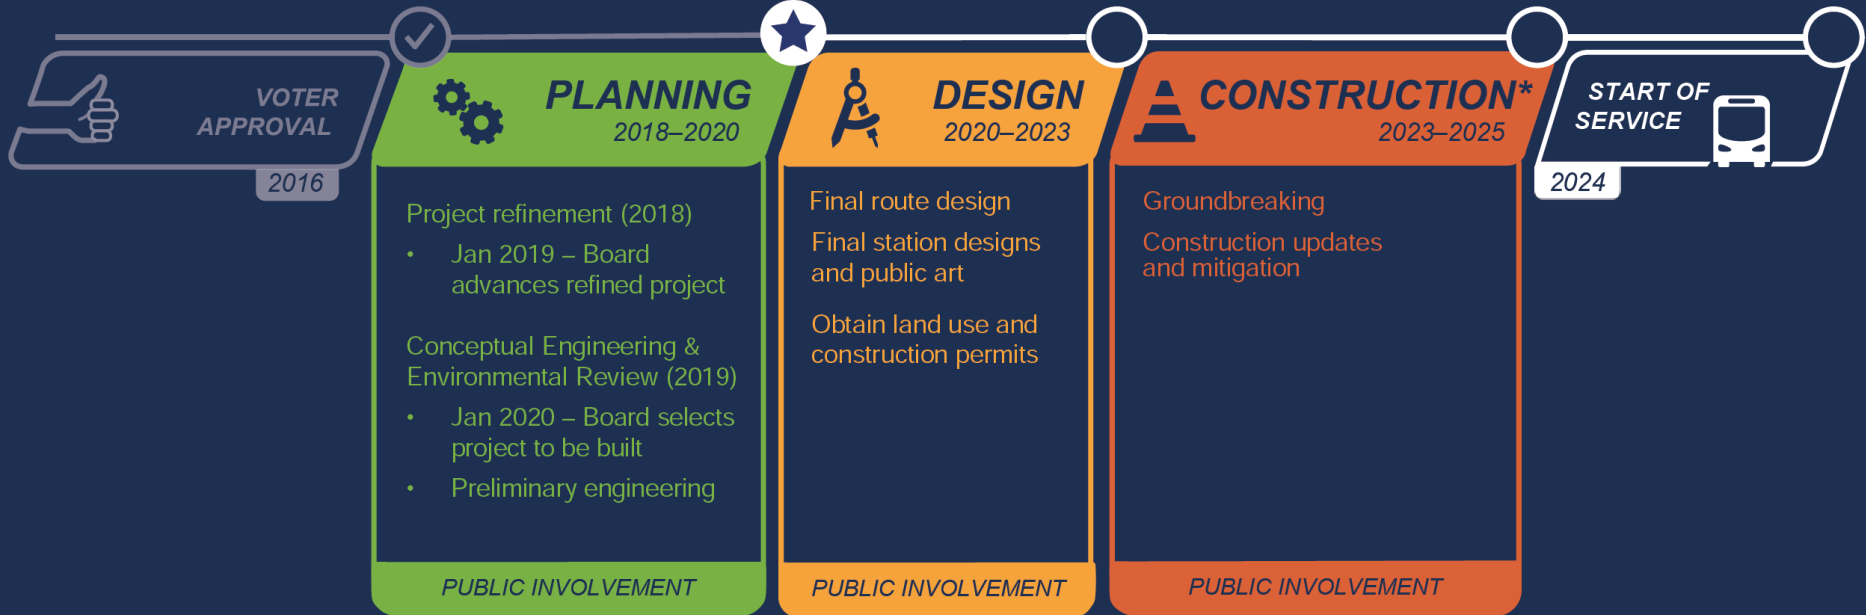 VOTER
APPROVAL
2016
PLANNING
2018–2020
Project refinement (2018)
• Jan 2019 – Board
advances refined project
Conceptual Engineering &
Environmental Review (2019)
• Jan 2020 – Board selects
project to be built
• Preliminary engineering
PUBLIC INVOLVEMENT
DESIGN
2020–2023
Final route design
Final station designs
and public art
Obtain land use and
construction permits
PUBLIC INVOLVEMENT
CONSTRUCTION*
2023–2025
Groundbreaking
Construction updates
and mitigation
PUBLIC INVOLVEMENT
START OF
SERVICE
2024